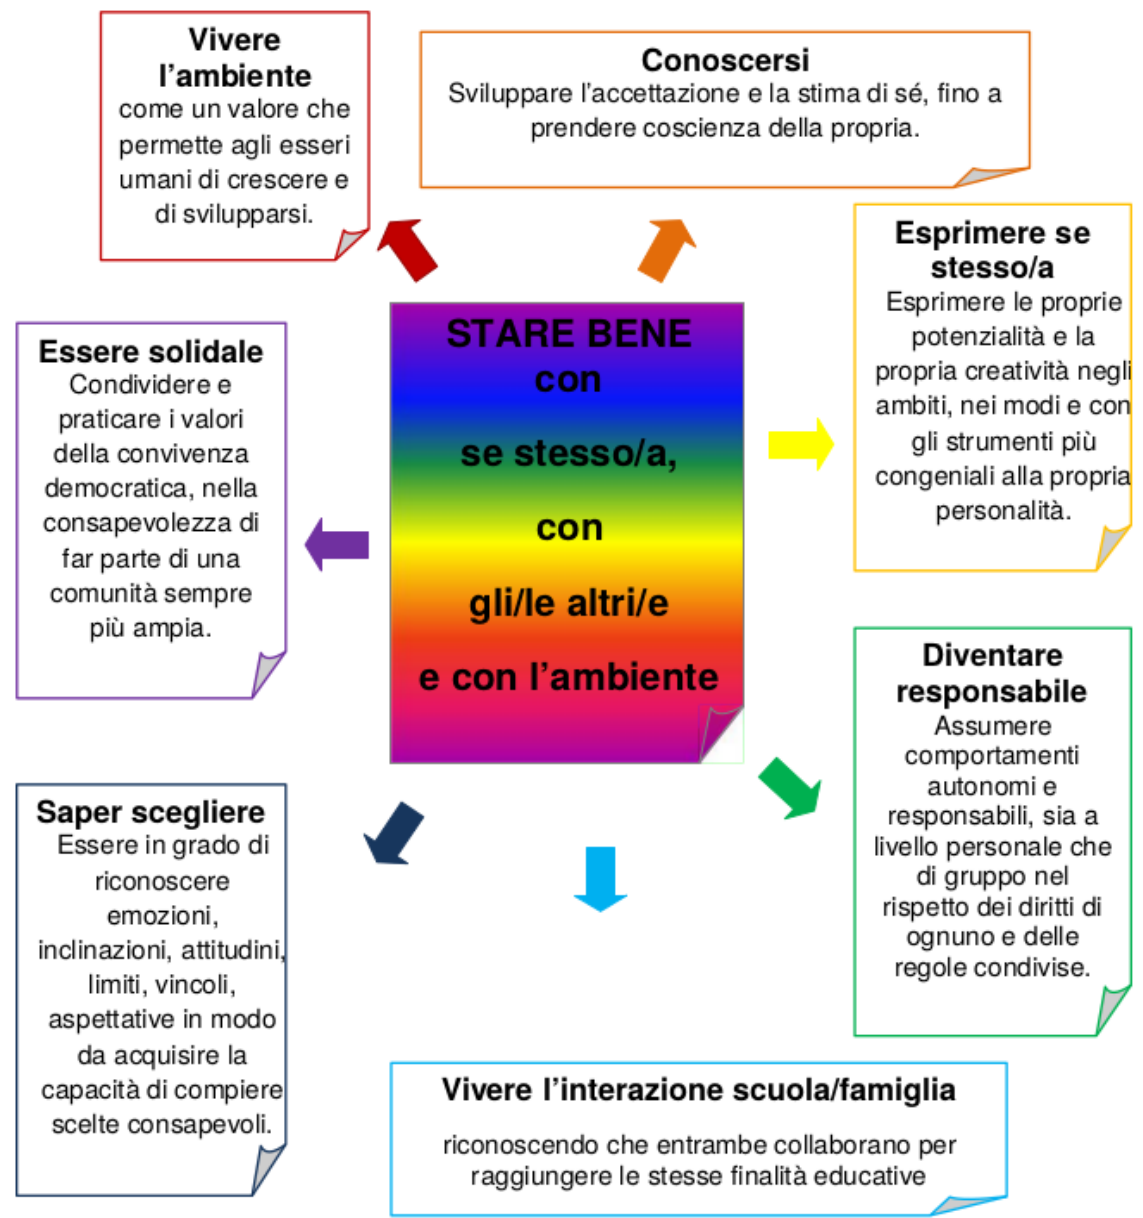 Vivere
l'ambiente
come un valore che
permette agli esseri
umani di crescere e
di svilupparsi.
Conoscersi
Sviluppare l'accettazione e la stima di sé, fino a
prendere coscienza della propria.
Esprimere se
stesso/a
Esprimere le proprie
potenzialità e la
propria creatività negli
ambiti, nei modi e con
gli strumenti più
congeniali alla propria
personalità.
Essere solidale
Condividere e
praticare i valori
della convivenza
democratica, nella
consapevolezza di
far parte di una
comunità sempre
più ampia.
STARE BENE
con
se stesso/a,
con
gli/le altri/e
e con l'ambiente
Diventare
responsabile
Assumere
comportamenti
autonomi e
responsabili, sia a
livello personale che
di gruppo nel
rispetto dei diritti di
ognuno e delle
regole condivise.
Saper scegliere
Essere in grado di
riconoscere
emozioni,
inclinazioni, attitudini,
limiti, vincoli,
aspettative in modo
da acquisire la
capacità di compiere
scelte consapevoli.
Vivere l'interazione scuola/famiglia
riconoscendo che entrambe collaborano per
raggiungere le stesse finalità educative